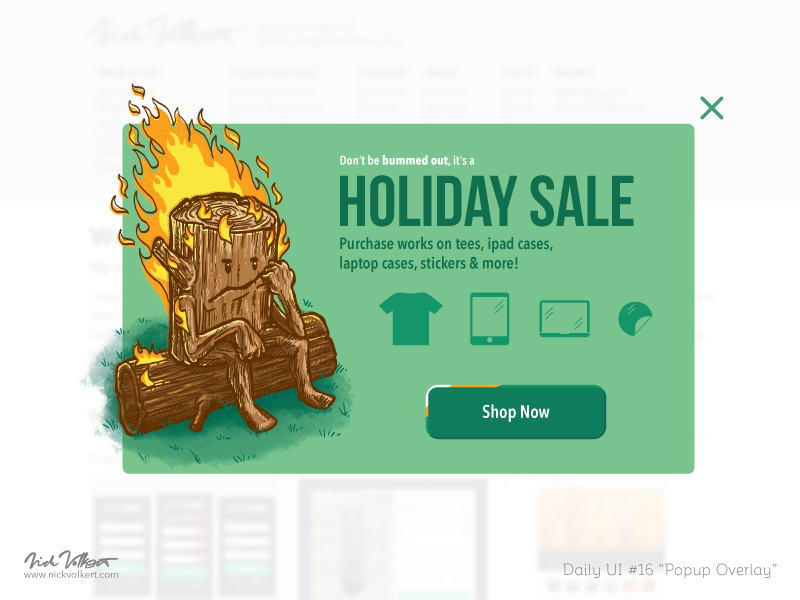 Don't be bummed out, it's a
HOLIDAY SALE
Purchase works on tees, ipad cases,
laptop cases, stickers & more!
Shop Now
Nick Volkert
www.nickvolkert.com
Daily UI #16 “Popup Overlay”